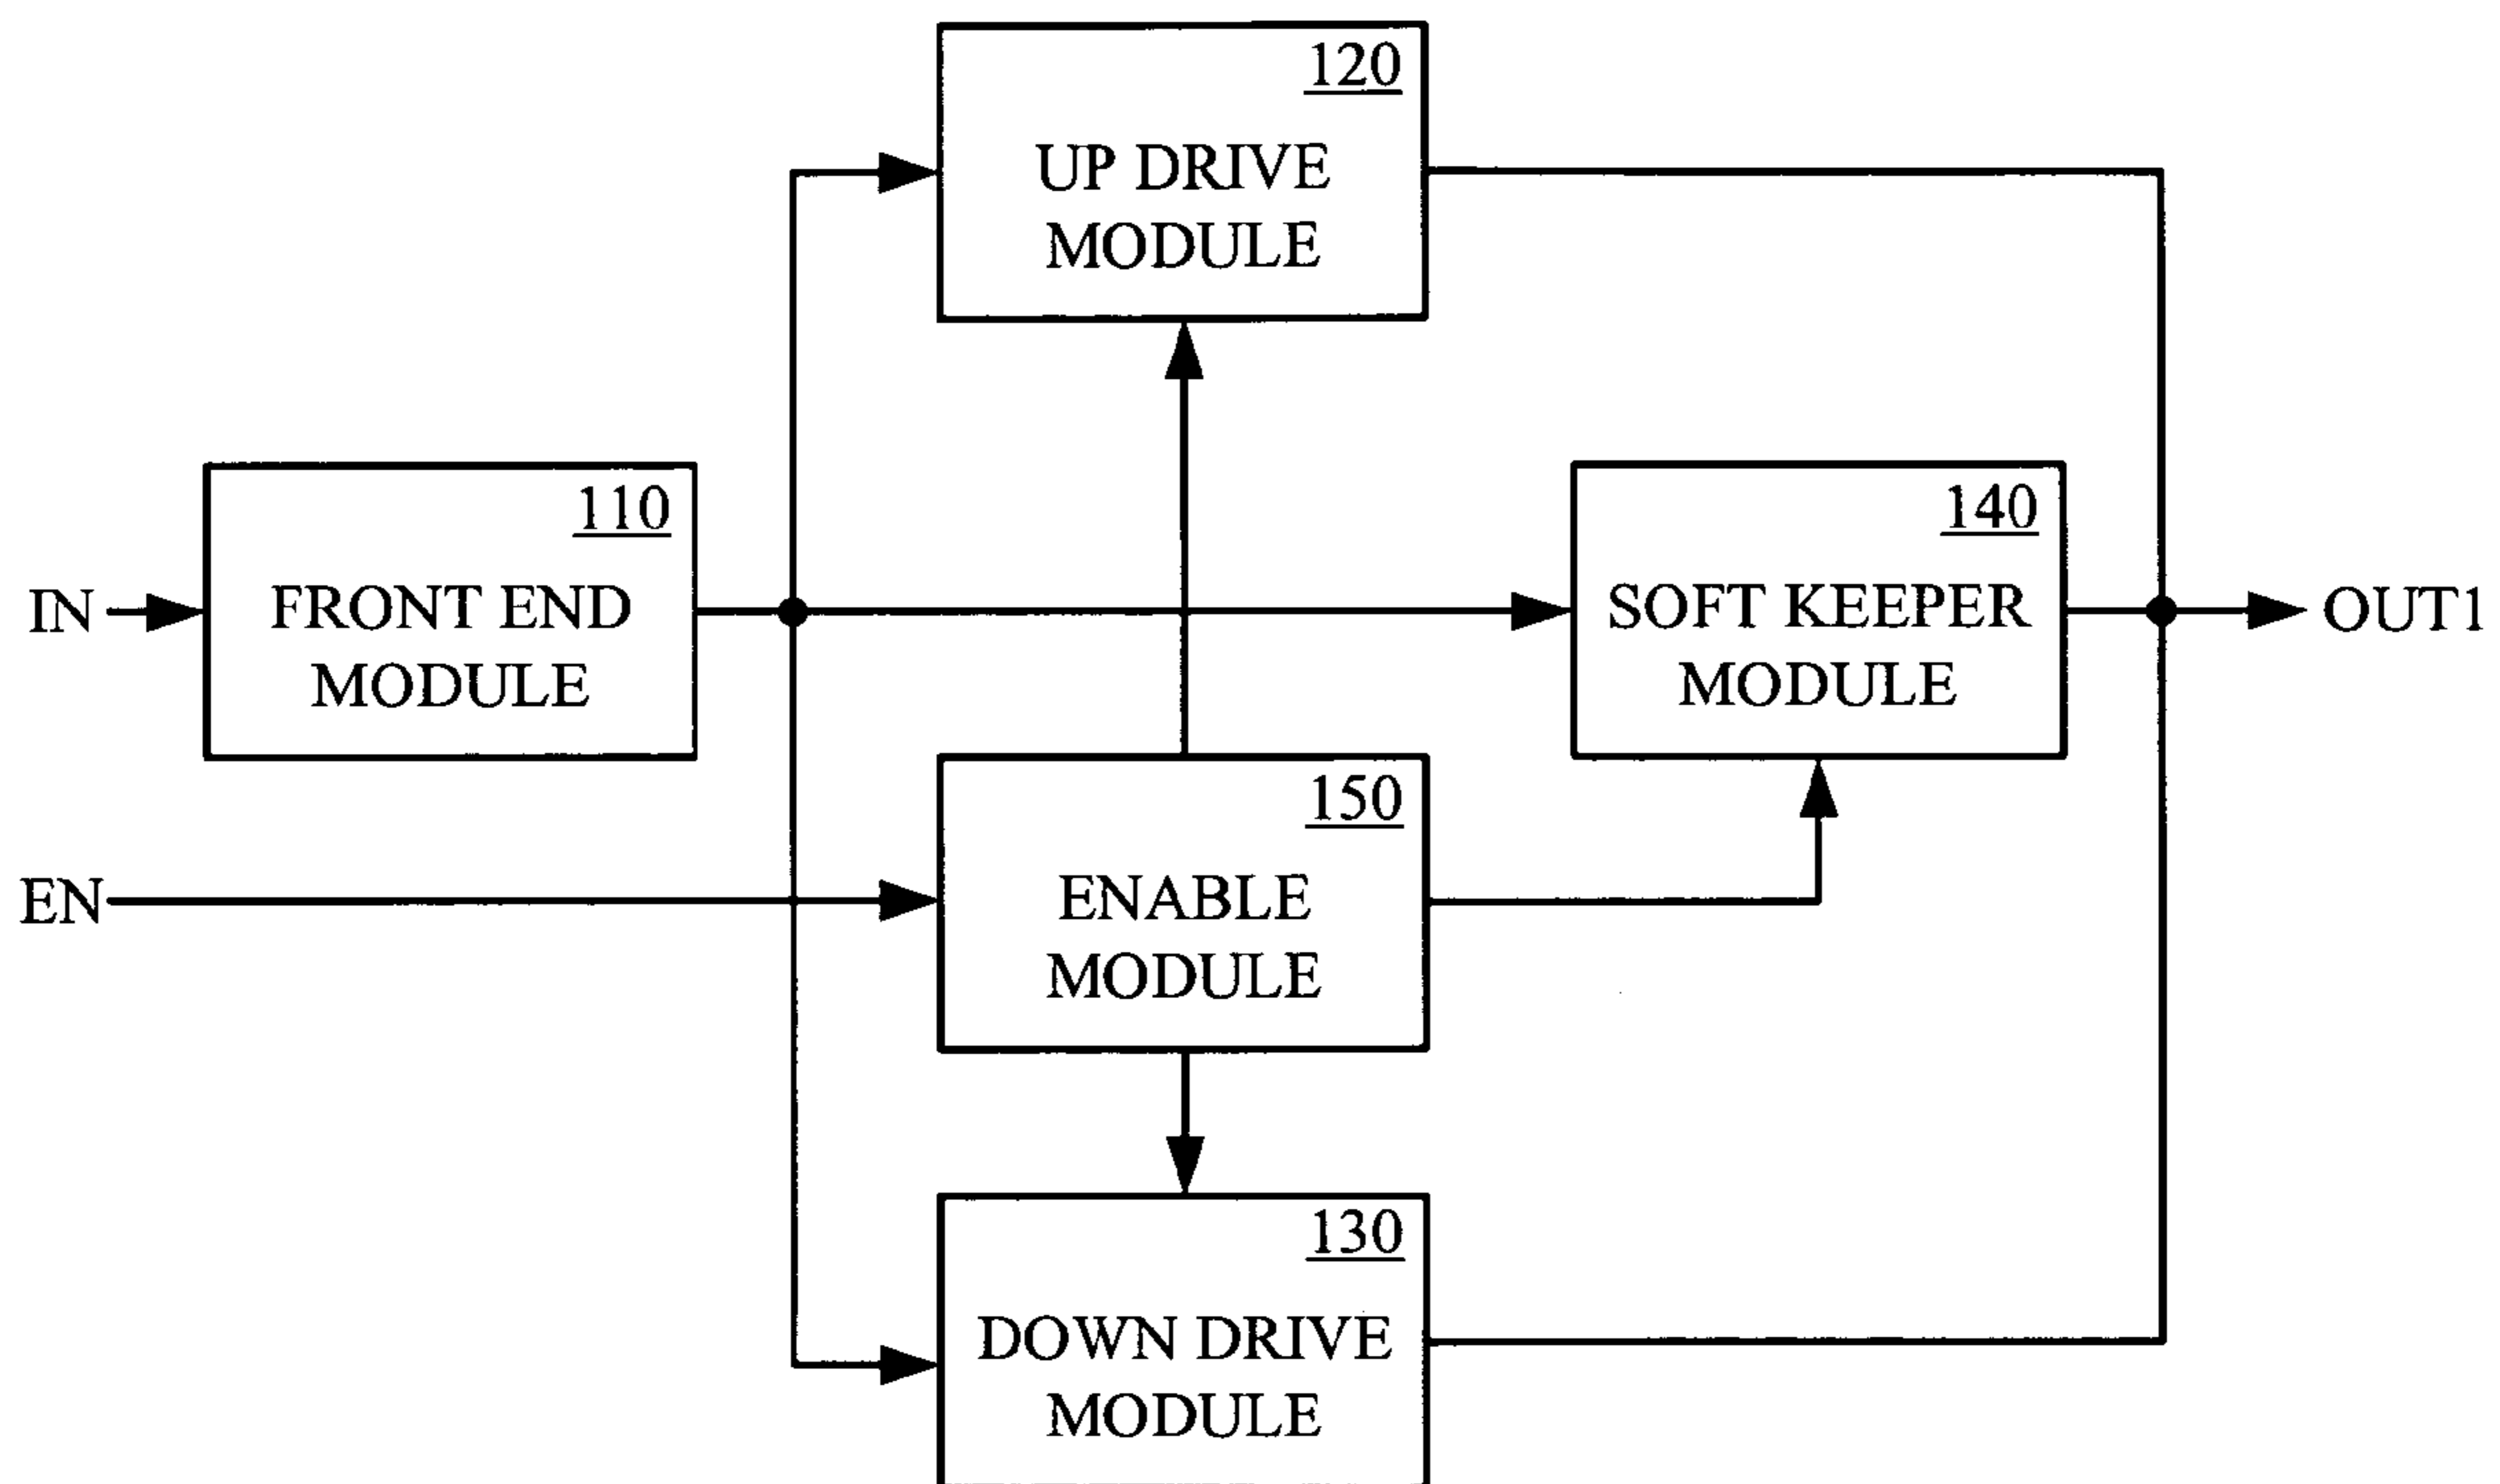 120
UP DRIVE
MODULE
110
FRONT END
MODULE
IN
140
SOFT KEEPER
MODULE
OUT1
150
ENABLE
MODULE
EN
130
DOWN DRIVE
MODULE